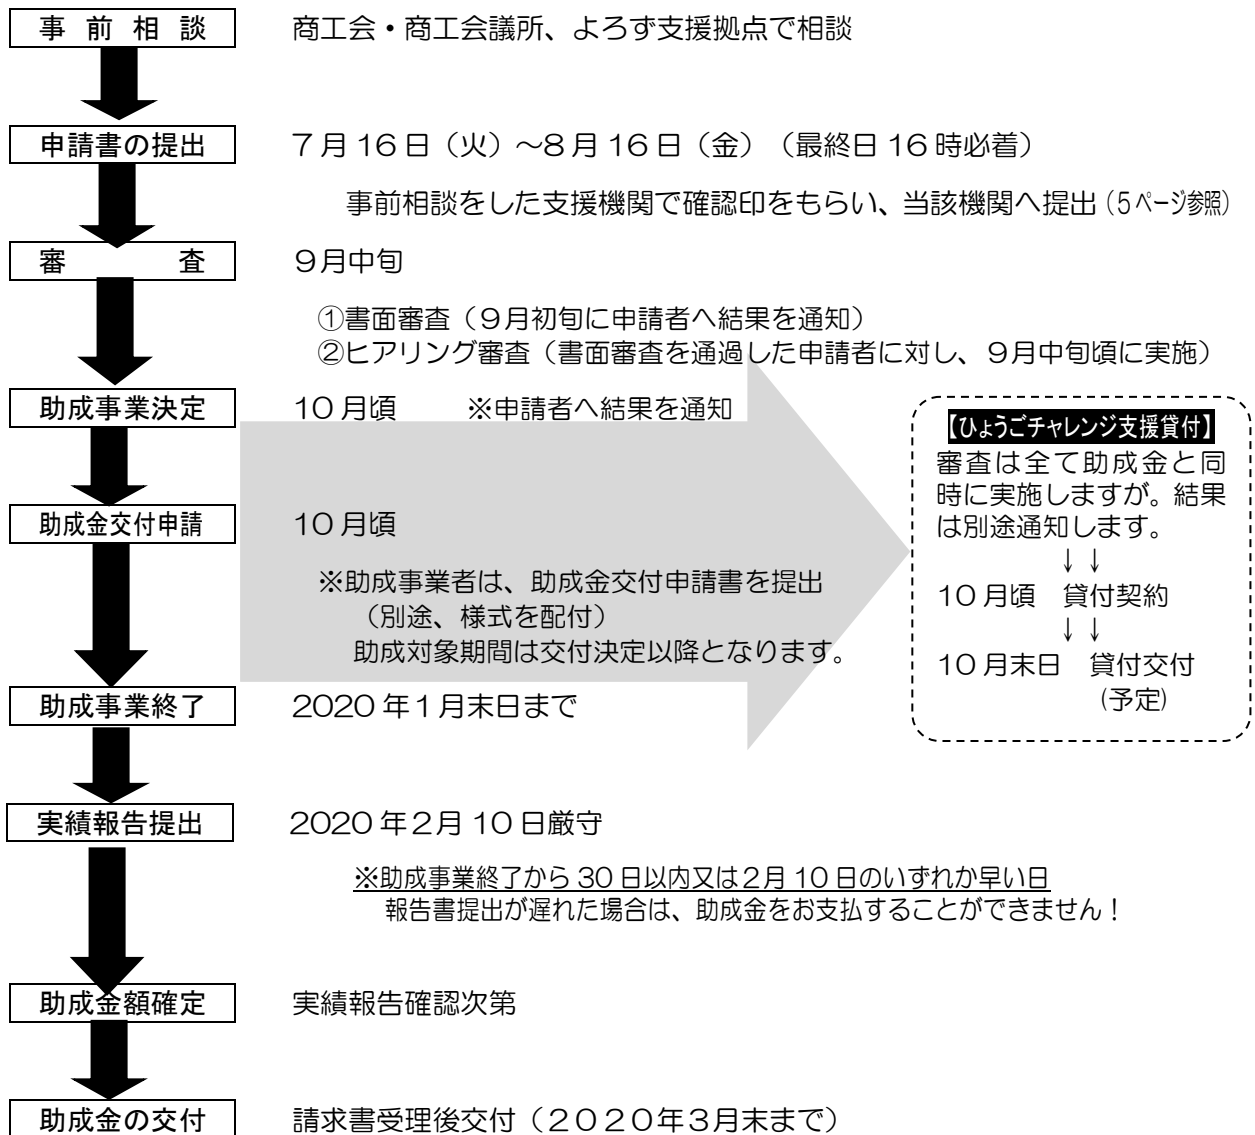 事前相談　商工会・商工会議所、よろず支援拠点で相談
申請書の提出　７月16日（火）～８月16日（金）（最終日16時必着）
事前相談をした支援機関で確認印をもらい、当該機関へ提出（5ページ参照）
審査　９月中旬
①書面審査（９月初旬に申請者へ結果を通知）
②ヒアリング審査（書面審査を通過した申請者に対し、９月中旬頃に実施）
助成事業決定　10月頃　※申請者へ結果を通知
助成金交付申請　10月頃
※助成事業者は、助成金交付申請書を提出
（別途、様式を配付）
助成対象期間は交付決定以降となります。
【ひょうごチャレンジ支援貸付】
審査は全て助成金と同
時に実施しますが。結果
は別途通知します。
↓↓
10月頃　貸付契約
↓↓
10月末日　貸付交付
(予定)
助成事業終了　2020年１月末日まで
実績報告提出　2020年２月10日厳守
※助成事業終了から30日以内又は２月10日のいずれか早い日
報告書提出が遅れた場合は、助成金をお支払することができません！
助成金額確定　実績報告確認次第
助成金の交付　請求書受理後交付（２０２０年３月末まで）